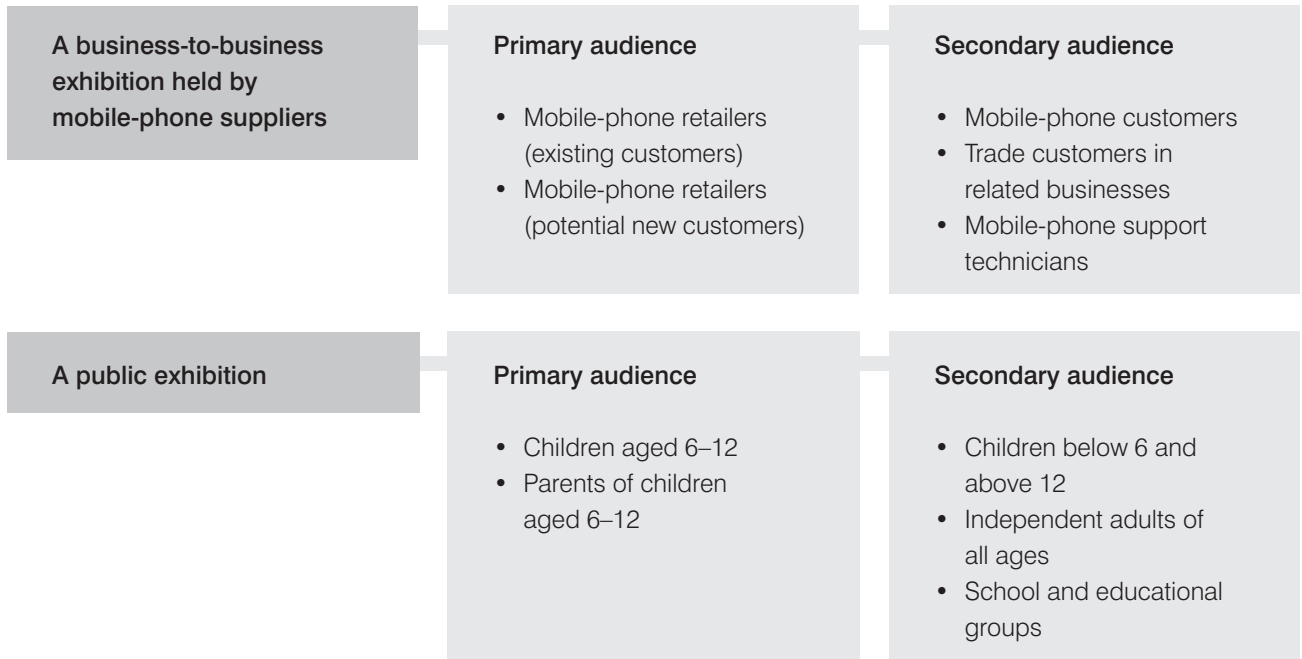 A business-to-business
exhibition held by
mobile-phone suppliers
Primary audience
• Mobile-phone retailers
(existing customers)
• Mobile-phone retailers
(potential new customers)
Secondary audience
• Mobile-phone customers
• Trade customers in
related businesses
• Mobile-phone support
technicians
A public exhibition
Primary audience
• Children aged 6–12
• Parents of children
aged 6–12
Secondary audience
• Children below 6 and
above 12
• Independent adults of
all ages
• School and educational
groups